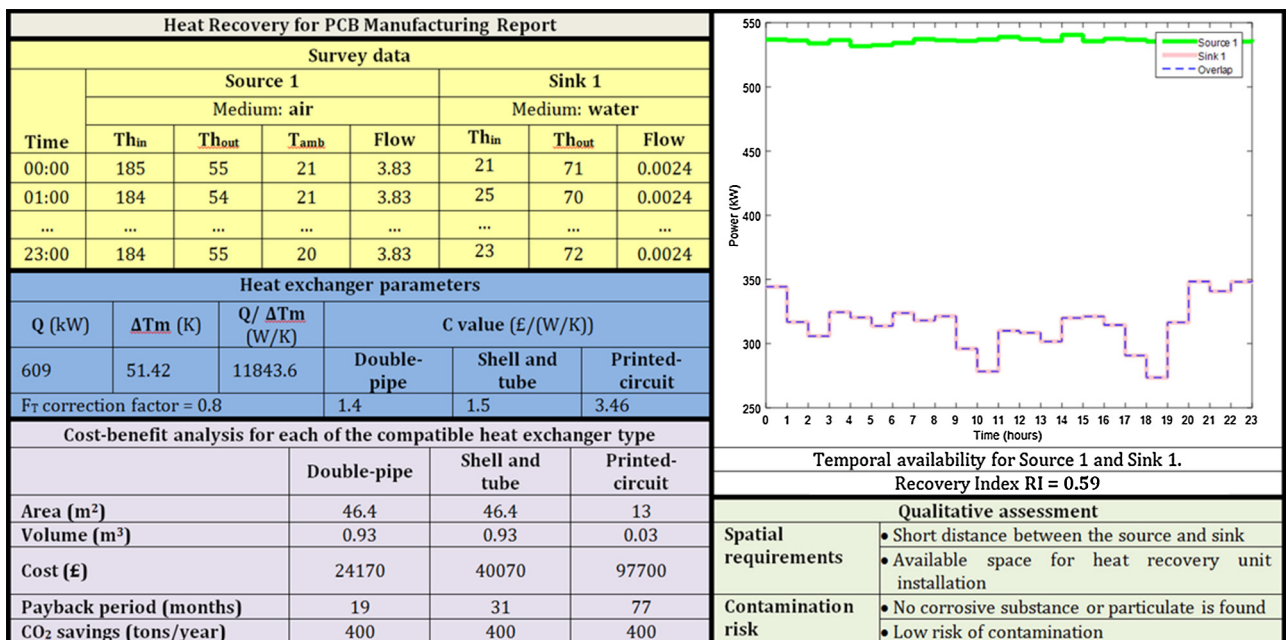 Heat Recovery for PCB Manufacturing Report
Survey data
Source 1 Sink 1
Medium: air Medium: water
Time Thin Thout Tamb Flow Thin Thout Flow
00:00 185 55 21 3.83 21 71 0.0024
01:00 184 54 21 3.83 25 70 0.0024
... ... ... ... ... ... ... ...
23:00 184 55 20 3.83 23 72 0.0024
Heat exchanger parameters
Q (kW) ΔTm (K) Q/ ΔTm (W/K) C value (£/(W/K))
609 51.42 11843.6 Double-pipe Shell and tube Printed-circuit
FT correction factor = 0.8 1.4 1.5 3.46
Cost-benefit analysis for each of the compatible heat exchanger type
Double-pipe Shell and tube Printed-circuit
Area (m²) 46.4 46.4 13
Volume (m³) 0.93 0.93 0.03
Cost (£) 24170 40070 97700
Payback period (months) 19 31 77
CO₂ savings (tons/year) 400 400 400
550
500
450
400
350
300
250
Power (kW)
Source 1
Sink 1
Overlap
0 1 2 3 4 5 6 7 8 9 10 11 12 13 14 15 16 17 18 19 20 21 22 23
Time (hours)
Temporal availability for Source 1 and Sink 1.
Recovery Index RI = 0.59
Qualitative assessment
Spatial requirements
• Short distance between the source and sink
• Available space for heat recovery unit
installation
Contamination risk
• No corrosive substance or particulate is found
• Low risk of contamination